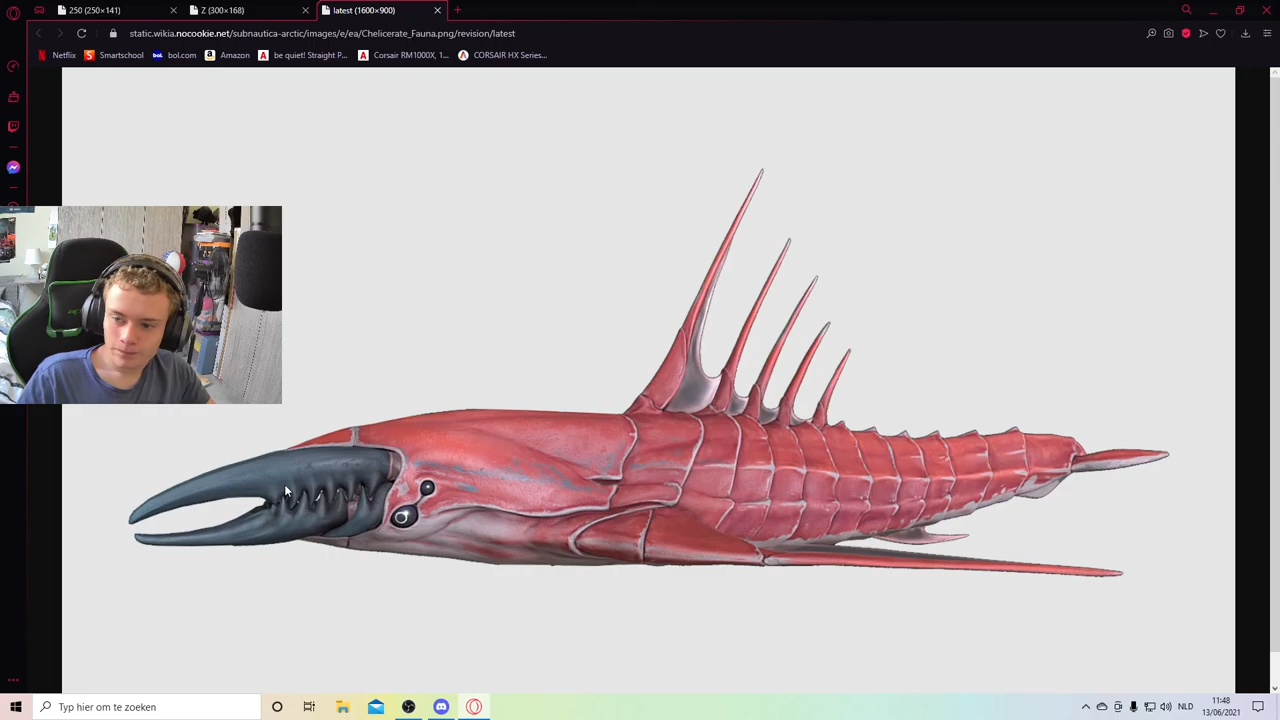 250 (250×141)
Z (300×168)
latest (1600×900)
static.wikia.nocookie.net/subnautica-arctic/images/e/ea/Chelicerate_Fauna.png/revision/latest
Netflix
Smartschool
bol.com
Amazon
be quiet! Straight P...
Corsair RM1000X, 1...
CORSAIR HX Series...
Typ hier om te zoeken
NLD
11:48
13/06/2021